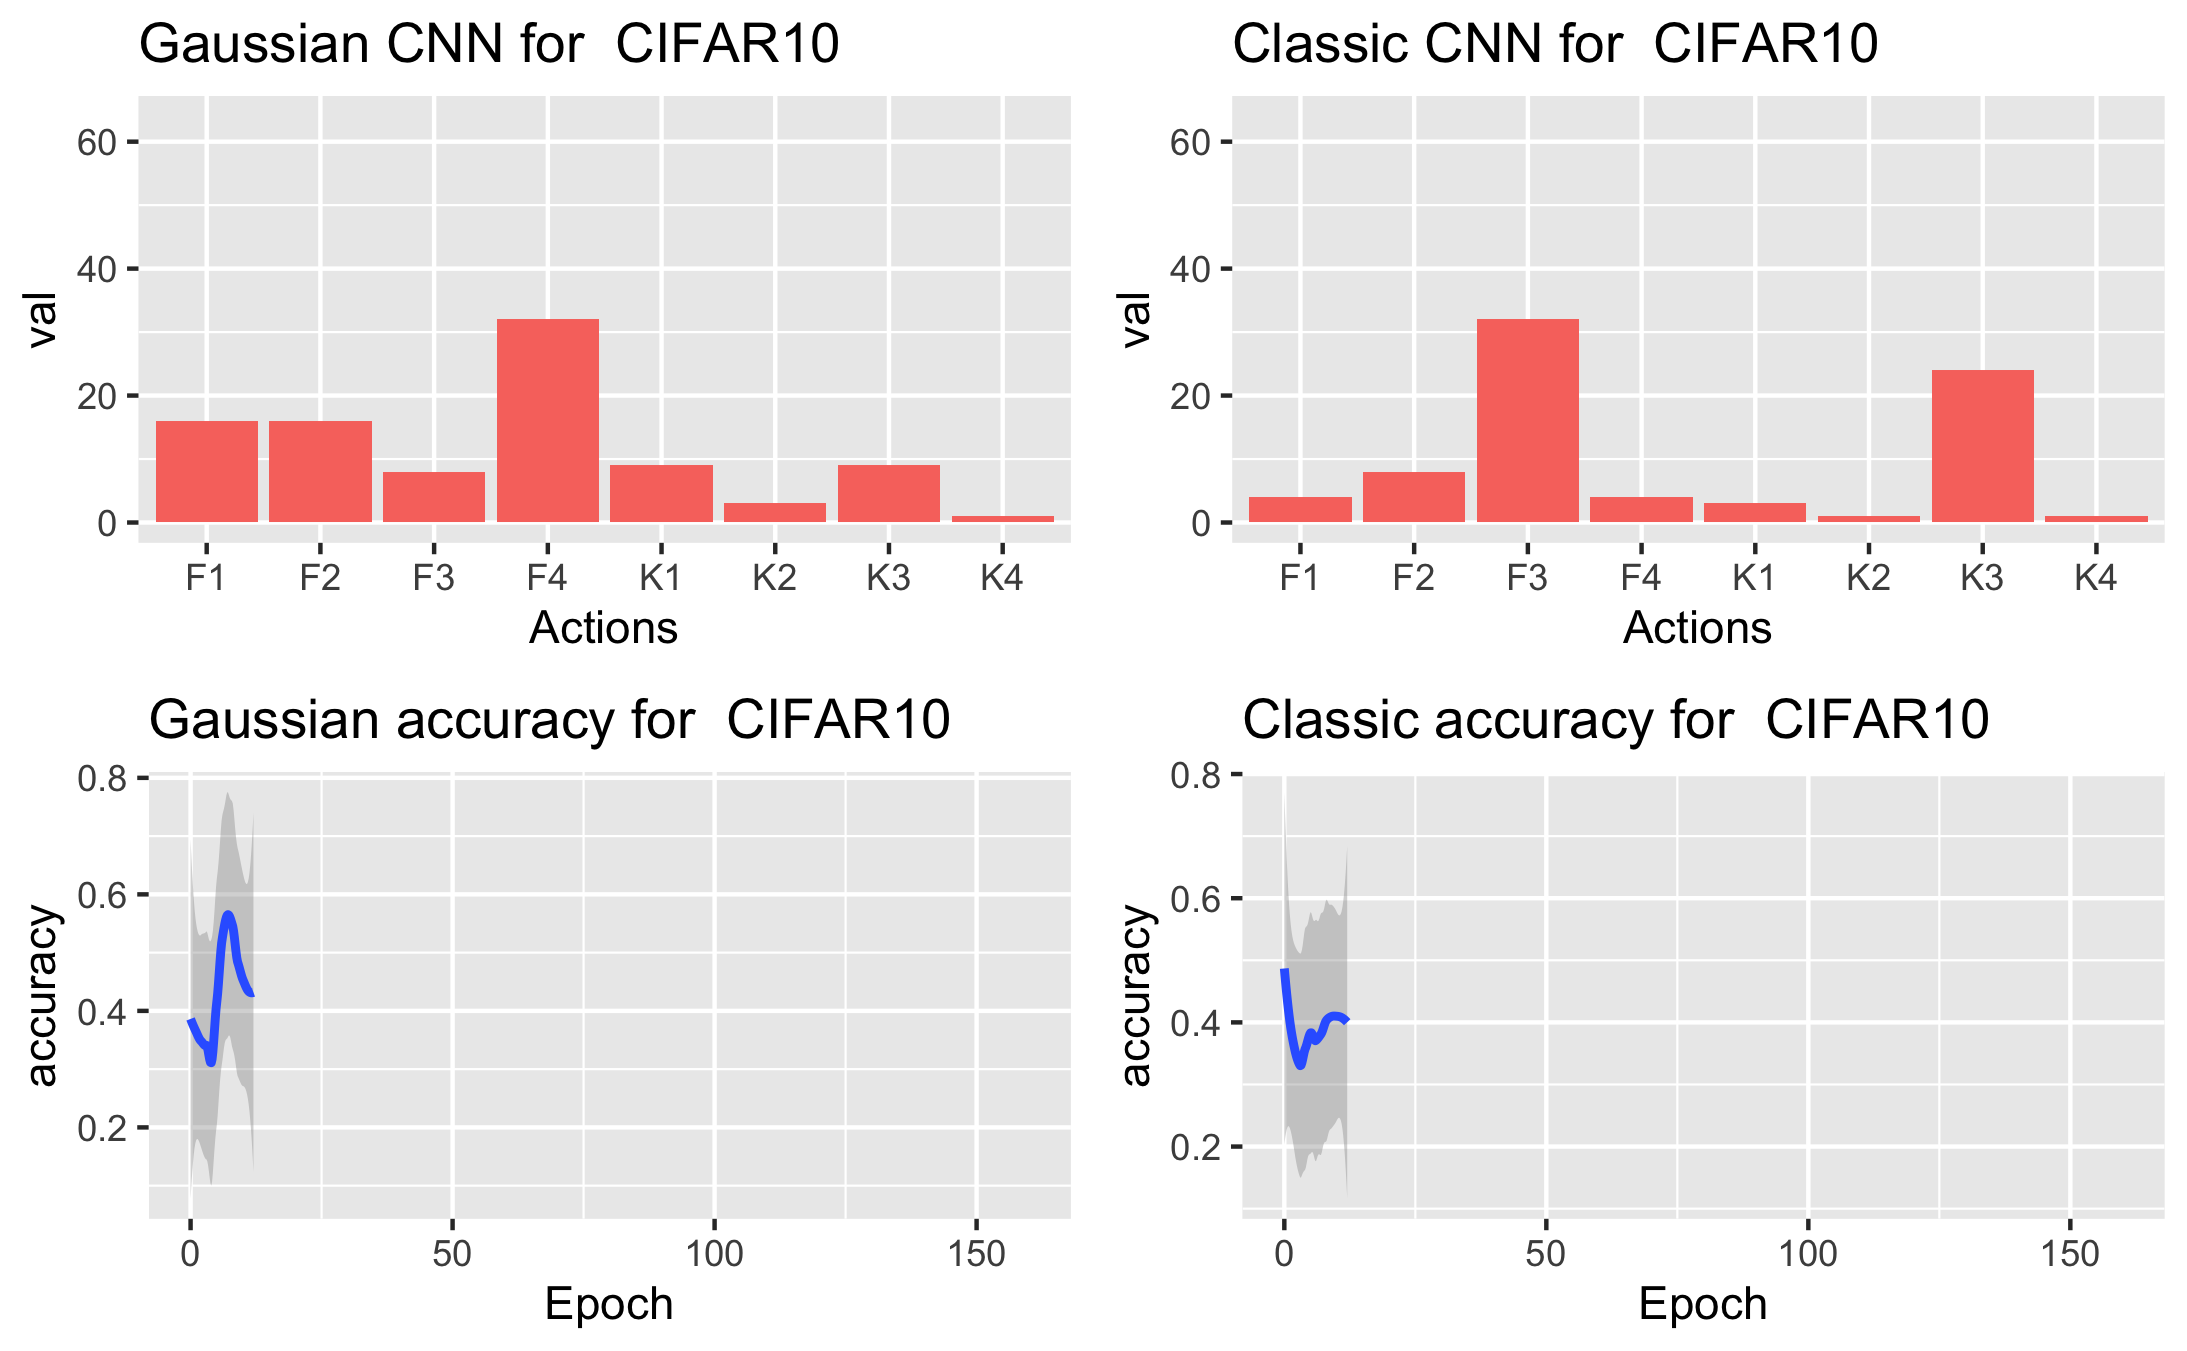 Gaussian CNN for  CIFAR10
val
60
40
20
0
F1 F2 F3 F4 K1 K2 K3 K4
Actions
Classic CNN for  CIFAR10
val
60
40
20
0
F1 F2 F3 F4 K1 K2 K3 K4
Actions
Gaussian accuracy for  CIFAR10
accuracy
0.8
0.6
0.4
0.2
0 50 100 150
Epoch
Classic accuracy for  CIFAR10
accuracy
0.8
0.6
0.4
0.2
0 50 100 150
Epoch